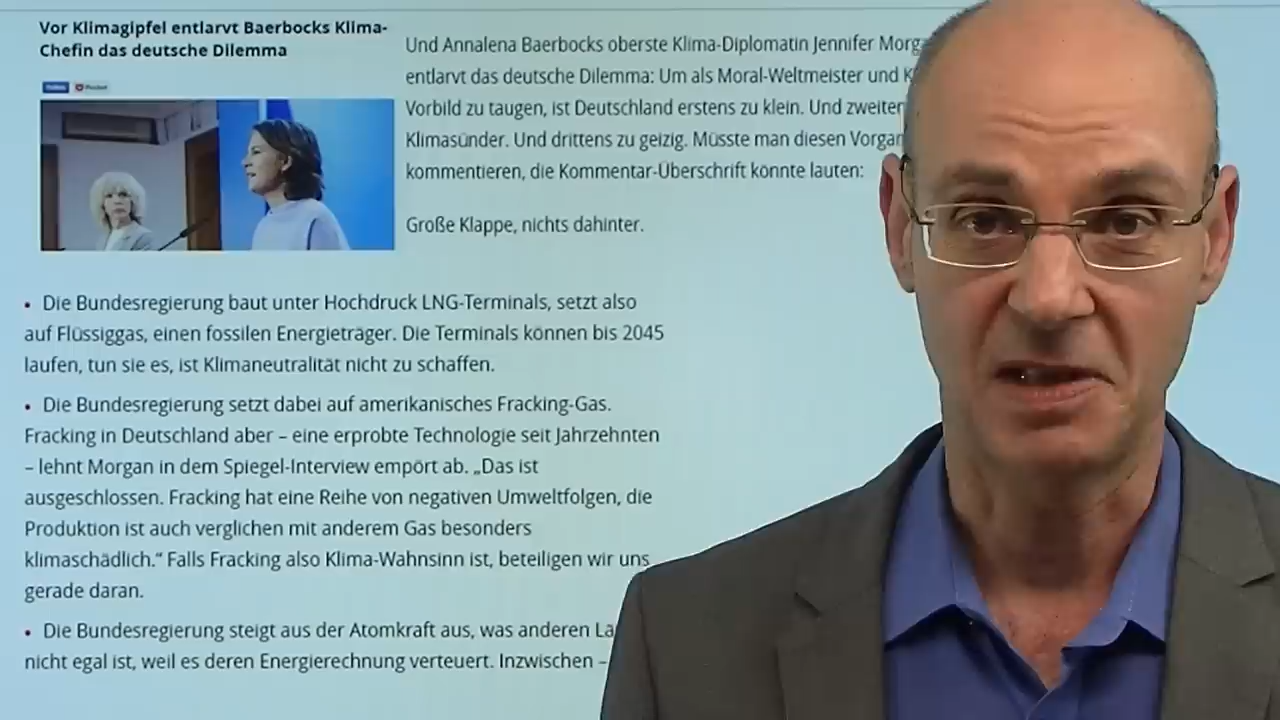 Vor Klimagipfel entlarvt Baerbocks Klima-
Chefin das deutsche Dilemma
Und Annalena Baerbocks oberste Klima-Diplomatin Jennifer
entlarvt das deutsche Dilemma: Um als Moral-Weltmeister und
Vorbild zu taugen, ist Deutschland erstens zu klein. Und
Klimasünder. Und drittens zu geizig. Müsste man diesen
kommentieren, die Kommentar-Überschrift könnte lauten:
Große Klappe, nichts dahinter.
• Die Bundesregierung baut unter Hochdruck LNG-Terminals, setzt also
auf Flüssiggas, einen fossilen Energieträger. Die Terminals können bis 2045
laufen, tun sie es, ist Klimaneutralität nicht zu schaffen.
• Die Bundesregierung setzt dabei auf amerikanisches Fracking-Gas.
Fracking in Deutschland aber – eine erprobte Technologie seit Jahrzehnten
– lehnt Morgan in dem Spiegel-Interview empört ab. „Das ist
ausgeschlossen. Fracking hat eine Reihe von negativen Umweltfolgen, die
Produktion ist auch verglichen mit anderem Gas besonders
klimaschädlich.“ Falls Fracking also Klima-Wahnsinn ist, beteiligen wir uns
gerade daran.
• Die Bundesregierung steigt aus der Atomkraft aus, was anderen
nicht egal ist, weil es deren Energierechnung verteuert. Inzwischen –